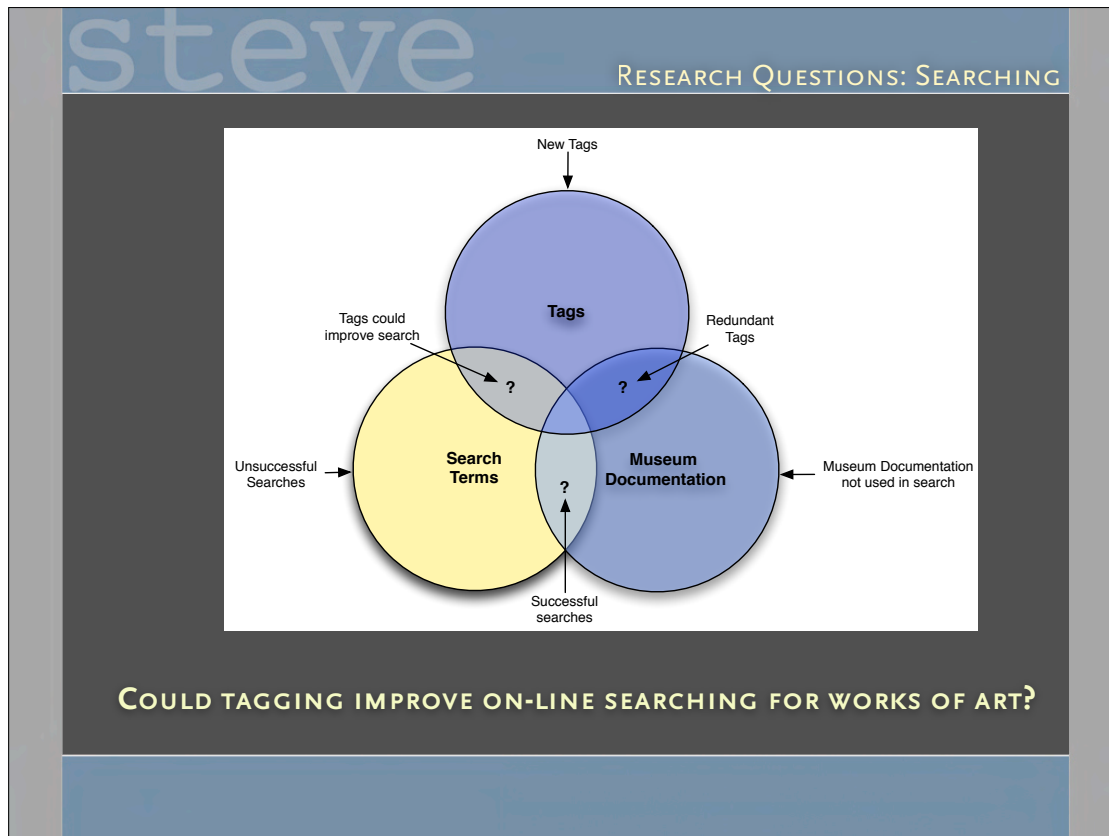 steve
Research Questions: Searching
New Tags
Tags
Tags could
improve search
Redundant
Tags
?
?
Unsuccessful
Searches
Search
Terms
Museum
Documentation
Museum Documentation
not used in search
?
Successful
searches
Could tagging improve on-line searching for works of art?